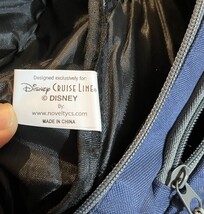 Designed exclusively for:
Disney CRUISE LINE®
© DISNEY
By
www.noveltycs.com
MADE IN CHINA